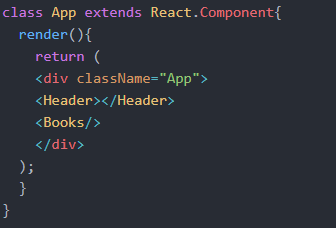 class App extends React.Component{
  render(){
    return (
    <div className="App">
    <Header></Header>
    <Books/>
    </div>
  );
  }
}